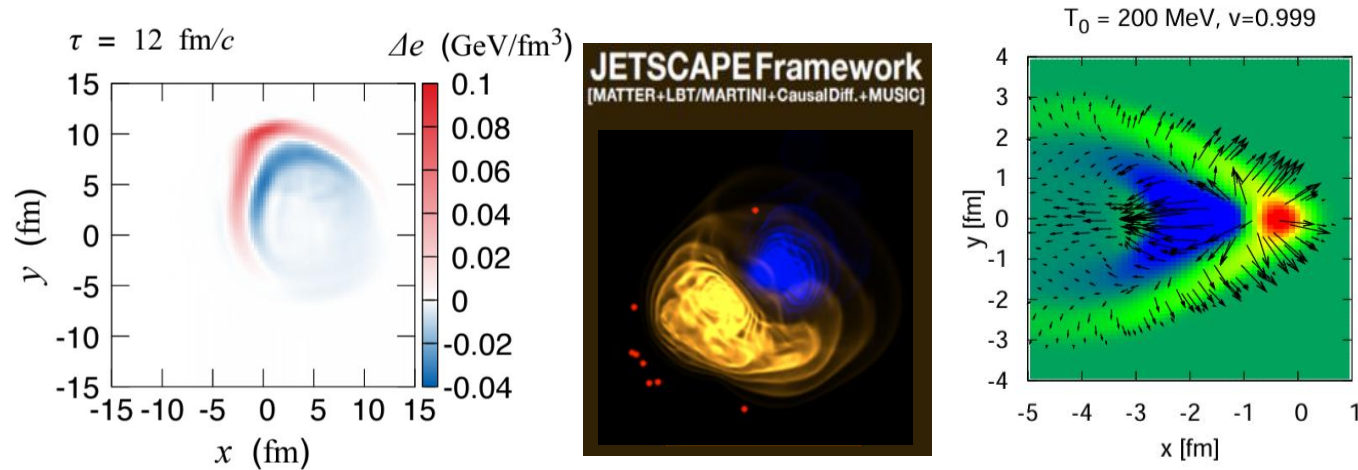 τ = 12 fm/c
Δe (GeV/fm³)
15
10
5
0
-5
-10
-15
y (fm)
-15 -10 -5 0 5 10 15
x (fm)
0.1
0.08
0.06
0.04
0.02
0
-0.02
-0.04
JETSCAPE Framework
[MATTER+LBT/MARTINI+CausalDiff.+MUSIC]
T₀ = 200 MeV, v=0.999
4
3
2
1
0
-1
-2
-3
-4
y [fm]
-5 -4 -3 -2 -1 0 1
x [fm]